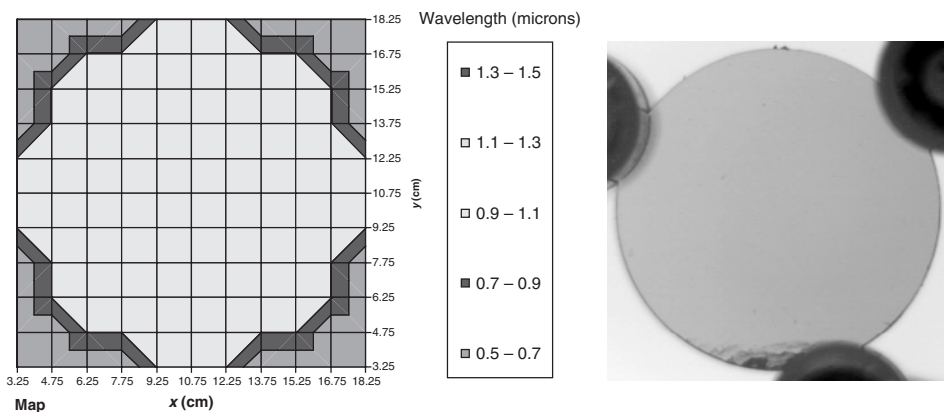 Wavelength (microns)
1.3 – 1.5
1.1 – 1.3
0.9 – 1.1
0.7 – 0.9
0.5 – 0.7
18.25
16.75
15.25
13.75
12.25
10.75
9.25
7.75
6.25
4.75
3.25
y (cm)
3.25 4.75 6.25 7.75 9.25 10.75 12.25 13.75 15.25 16.75 18.25
Map x (cm)